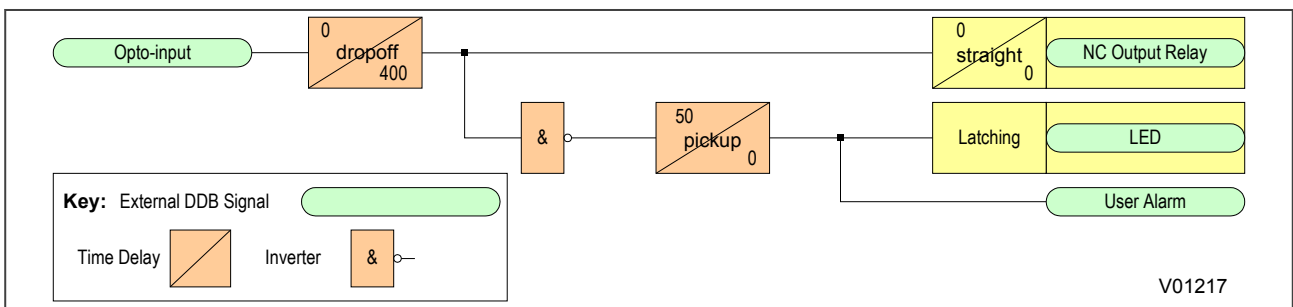 Opto-input
0
dropoff
400
0
straight
0
NC Output Relay
&
50
pickup
0
Latching
LED
User Alarm
Key: External DDB Signal
Time Delay
Inverter
&
V01217